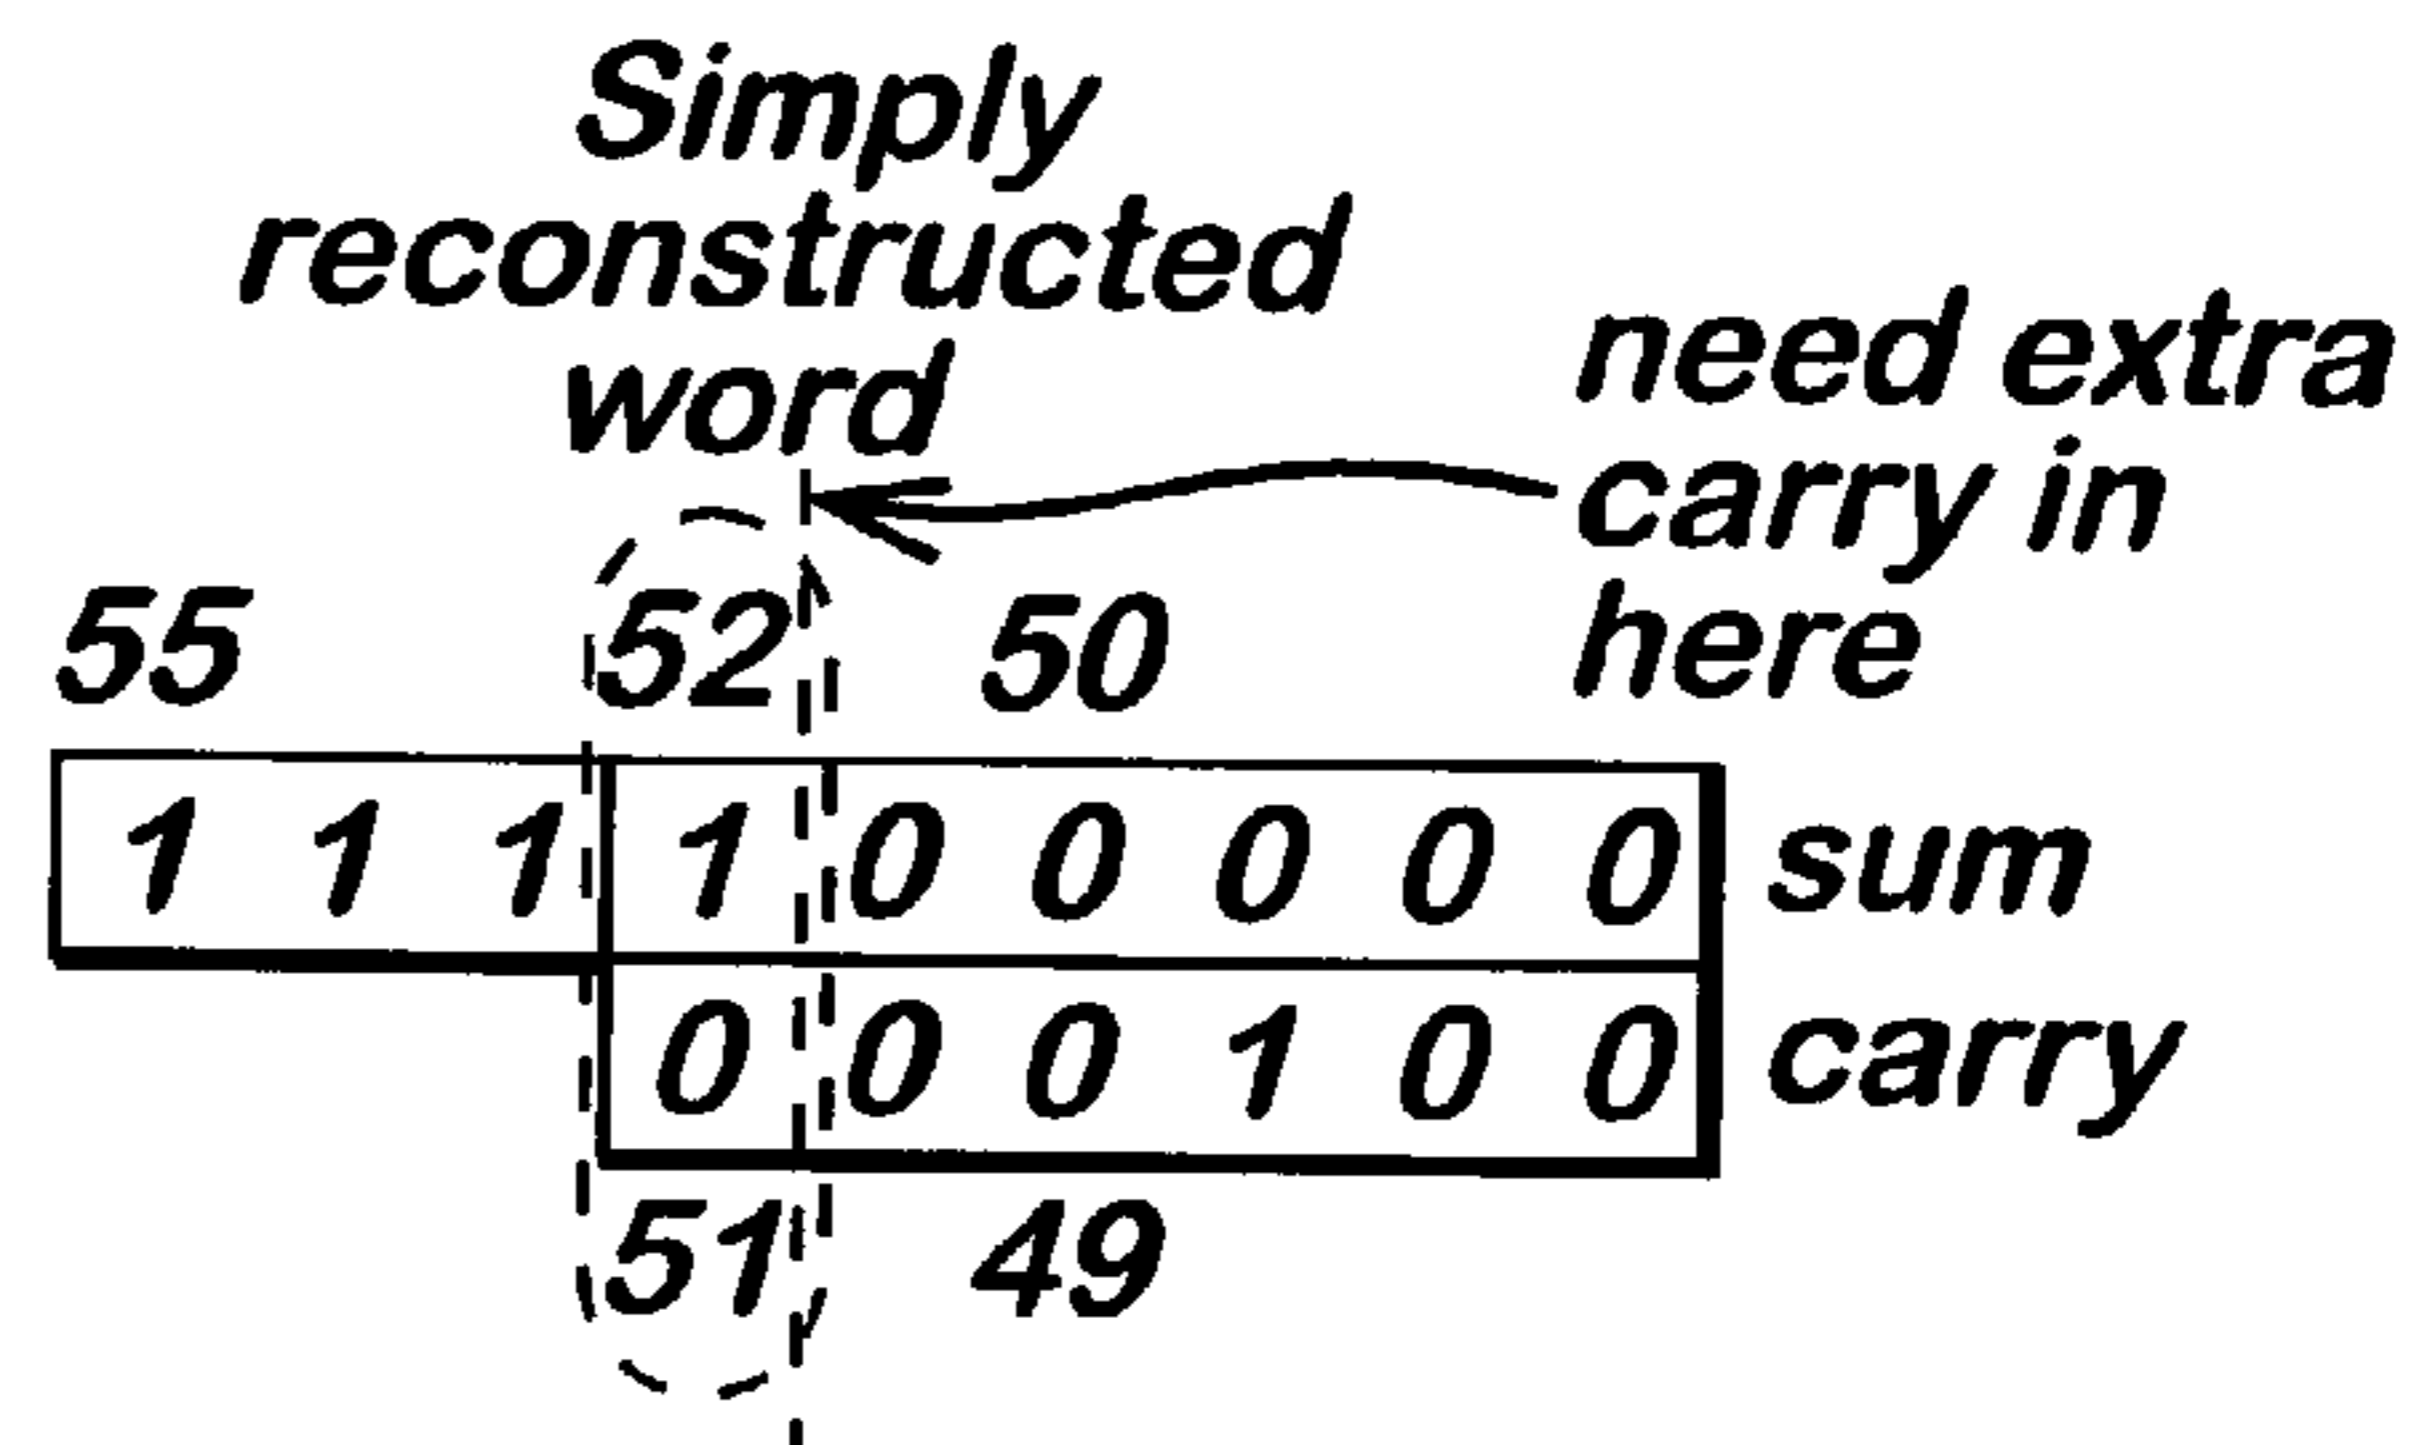 Simply
reconstructed
word
need extra
carry in
here
55 52 50
1 1 1 1 0 0 0 0 0 sum
0 0 0 1 0 0 carry
51 49